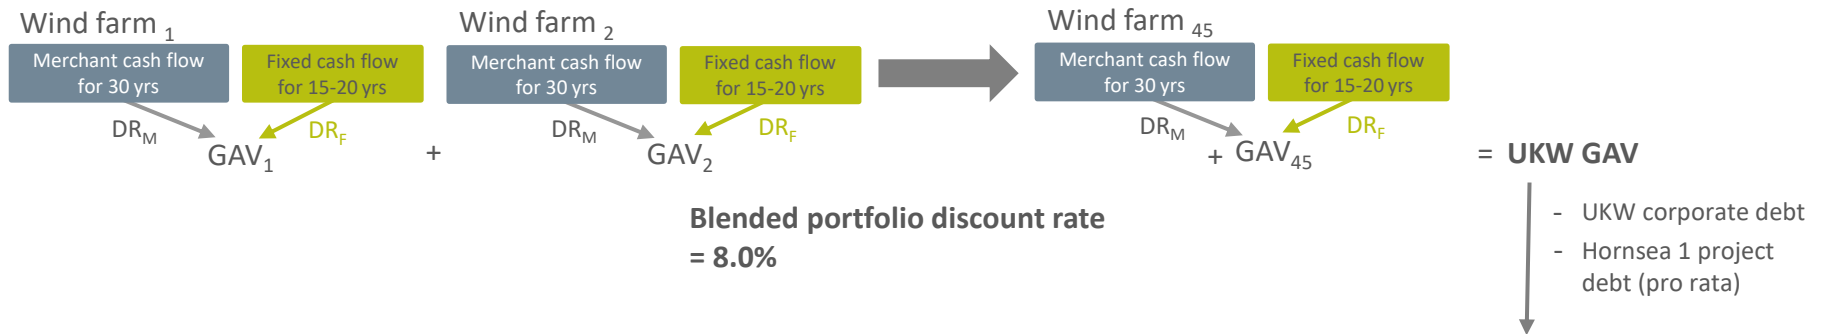 Wind farm 1
Merchant cash flow
for 30 yrs
Fixed cash flow
for 15-20 yrs
DRM
DRF
GAV1
+
Wind farm 2
Merchant cash flow
for 30 yrs
Fixed cash flow
for 15-20 yrs
DRM
DRF
GAV2
Wind farm 45
Merchant cash flow
for 30 yrs
Fixed cash flow
for 15-20 yrs
DRM
DRF
+ GAV45
= UKW GAV
Blended portfolio discount rate
= 8.0%
- UKW corporate debt
- Hornsea 1 project
debt (pro rata)